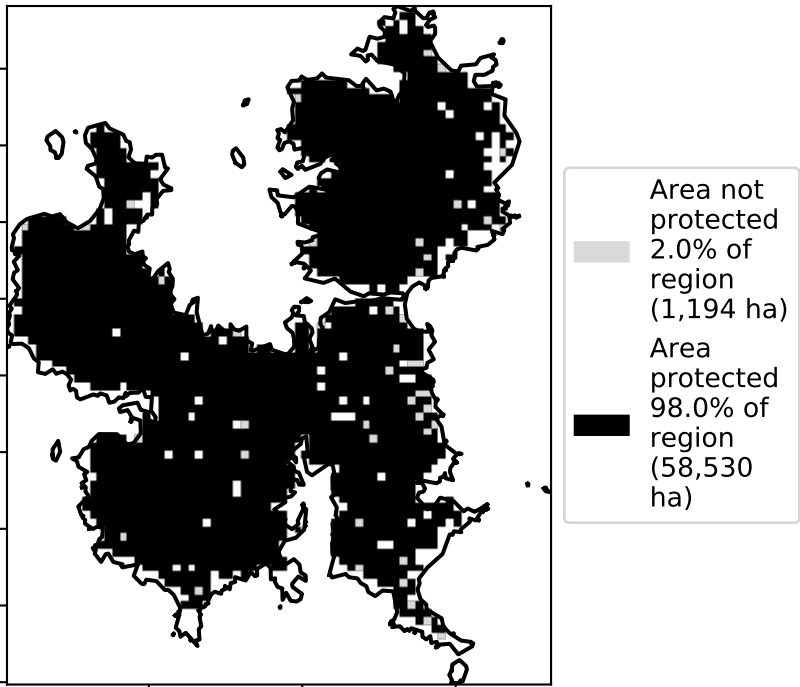 Area not
protected
2.0% of
region
(1,194 ha)
Area
protected
98.0% of
region
(58,530
ha)